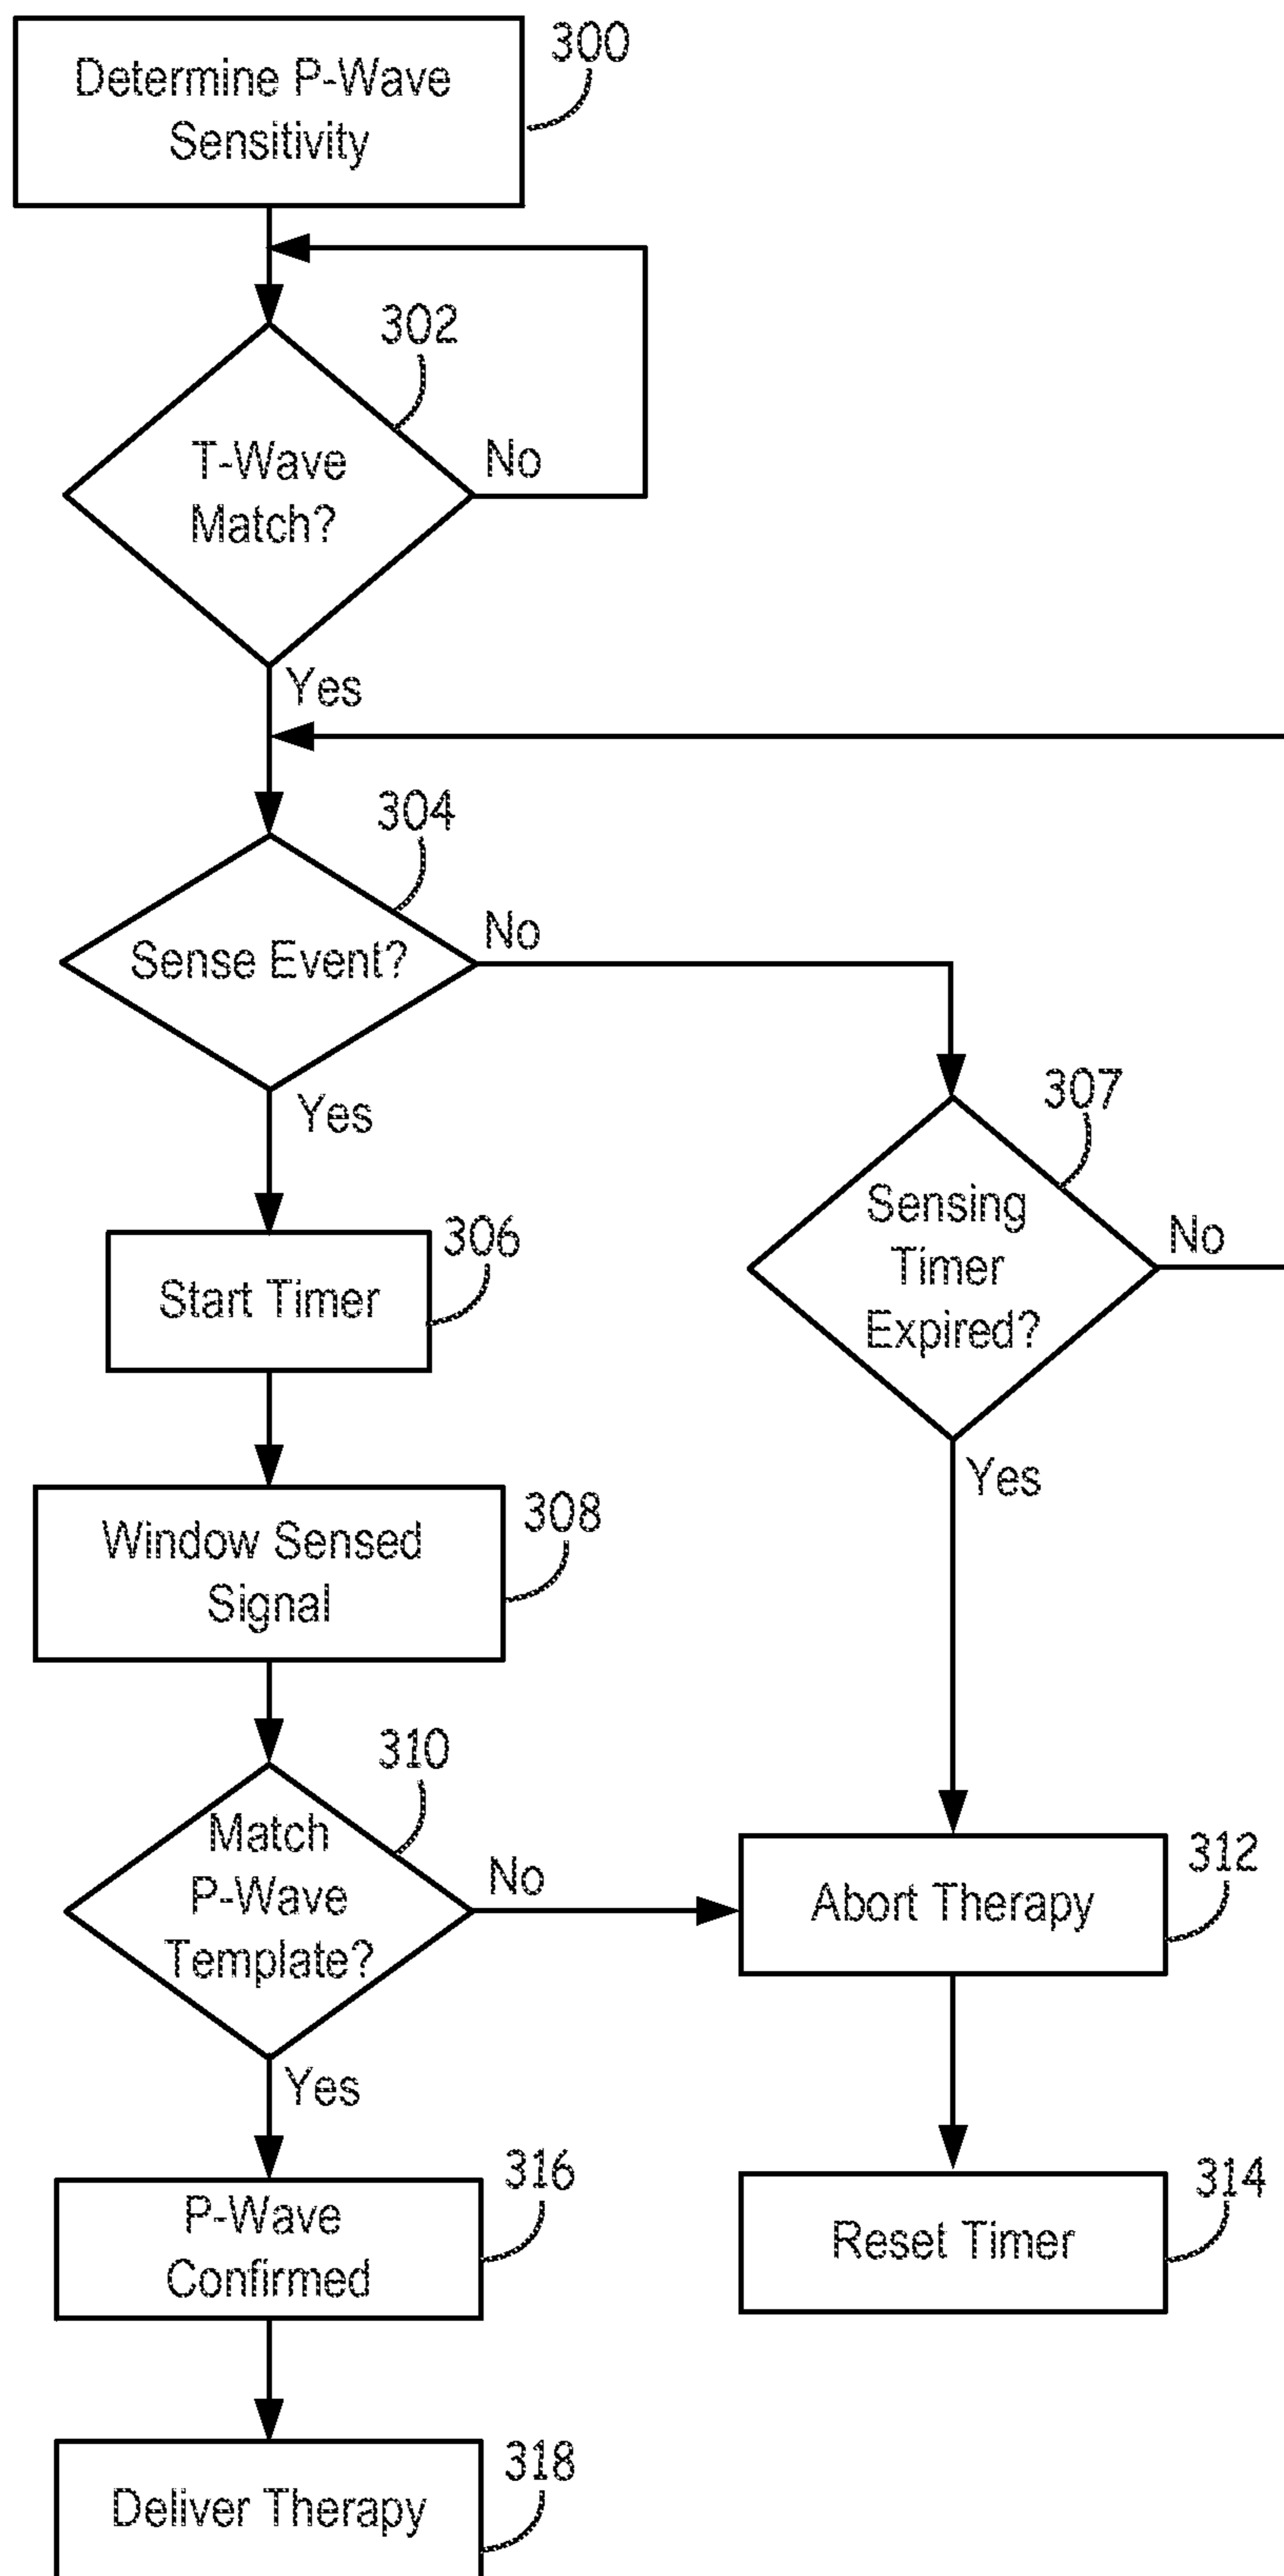 300
Determine P-Wave
Sensitivity
302
T-Wave
Match?
No
Yes
304
Sense Event?
No
Yes
307
Sensing
Timer
Expired?
No
Yes
306
Start Timer
308
Window Sensed
Signal
310
Match
P-Wave
Template?
No
Yes
312
Abort Therapy
314
Reset Timer
316
P-Wave
Confirmed
318
Deliver Therapy